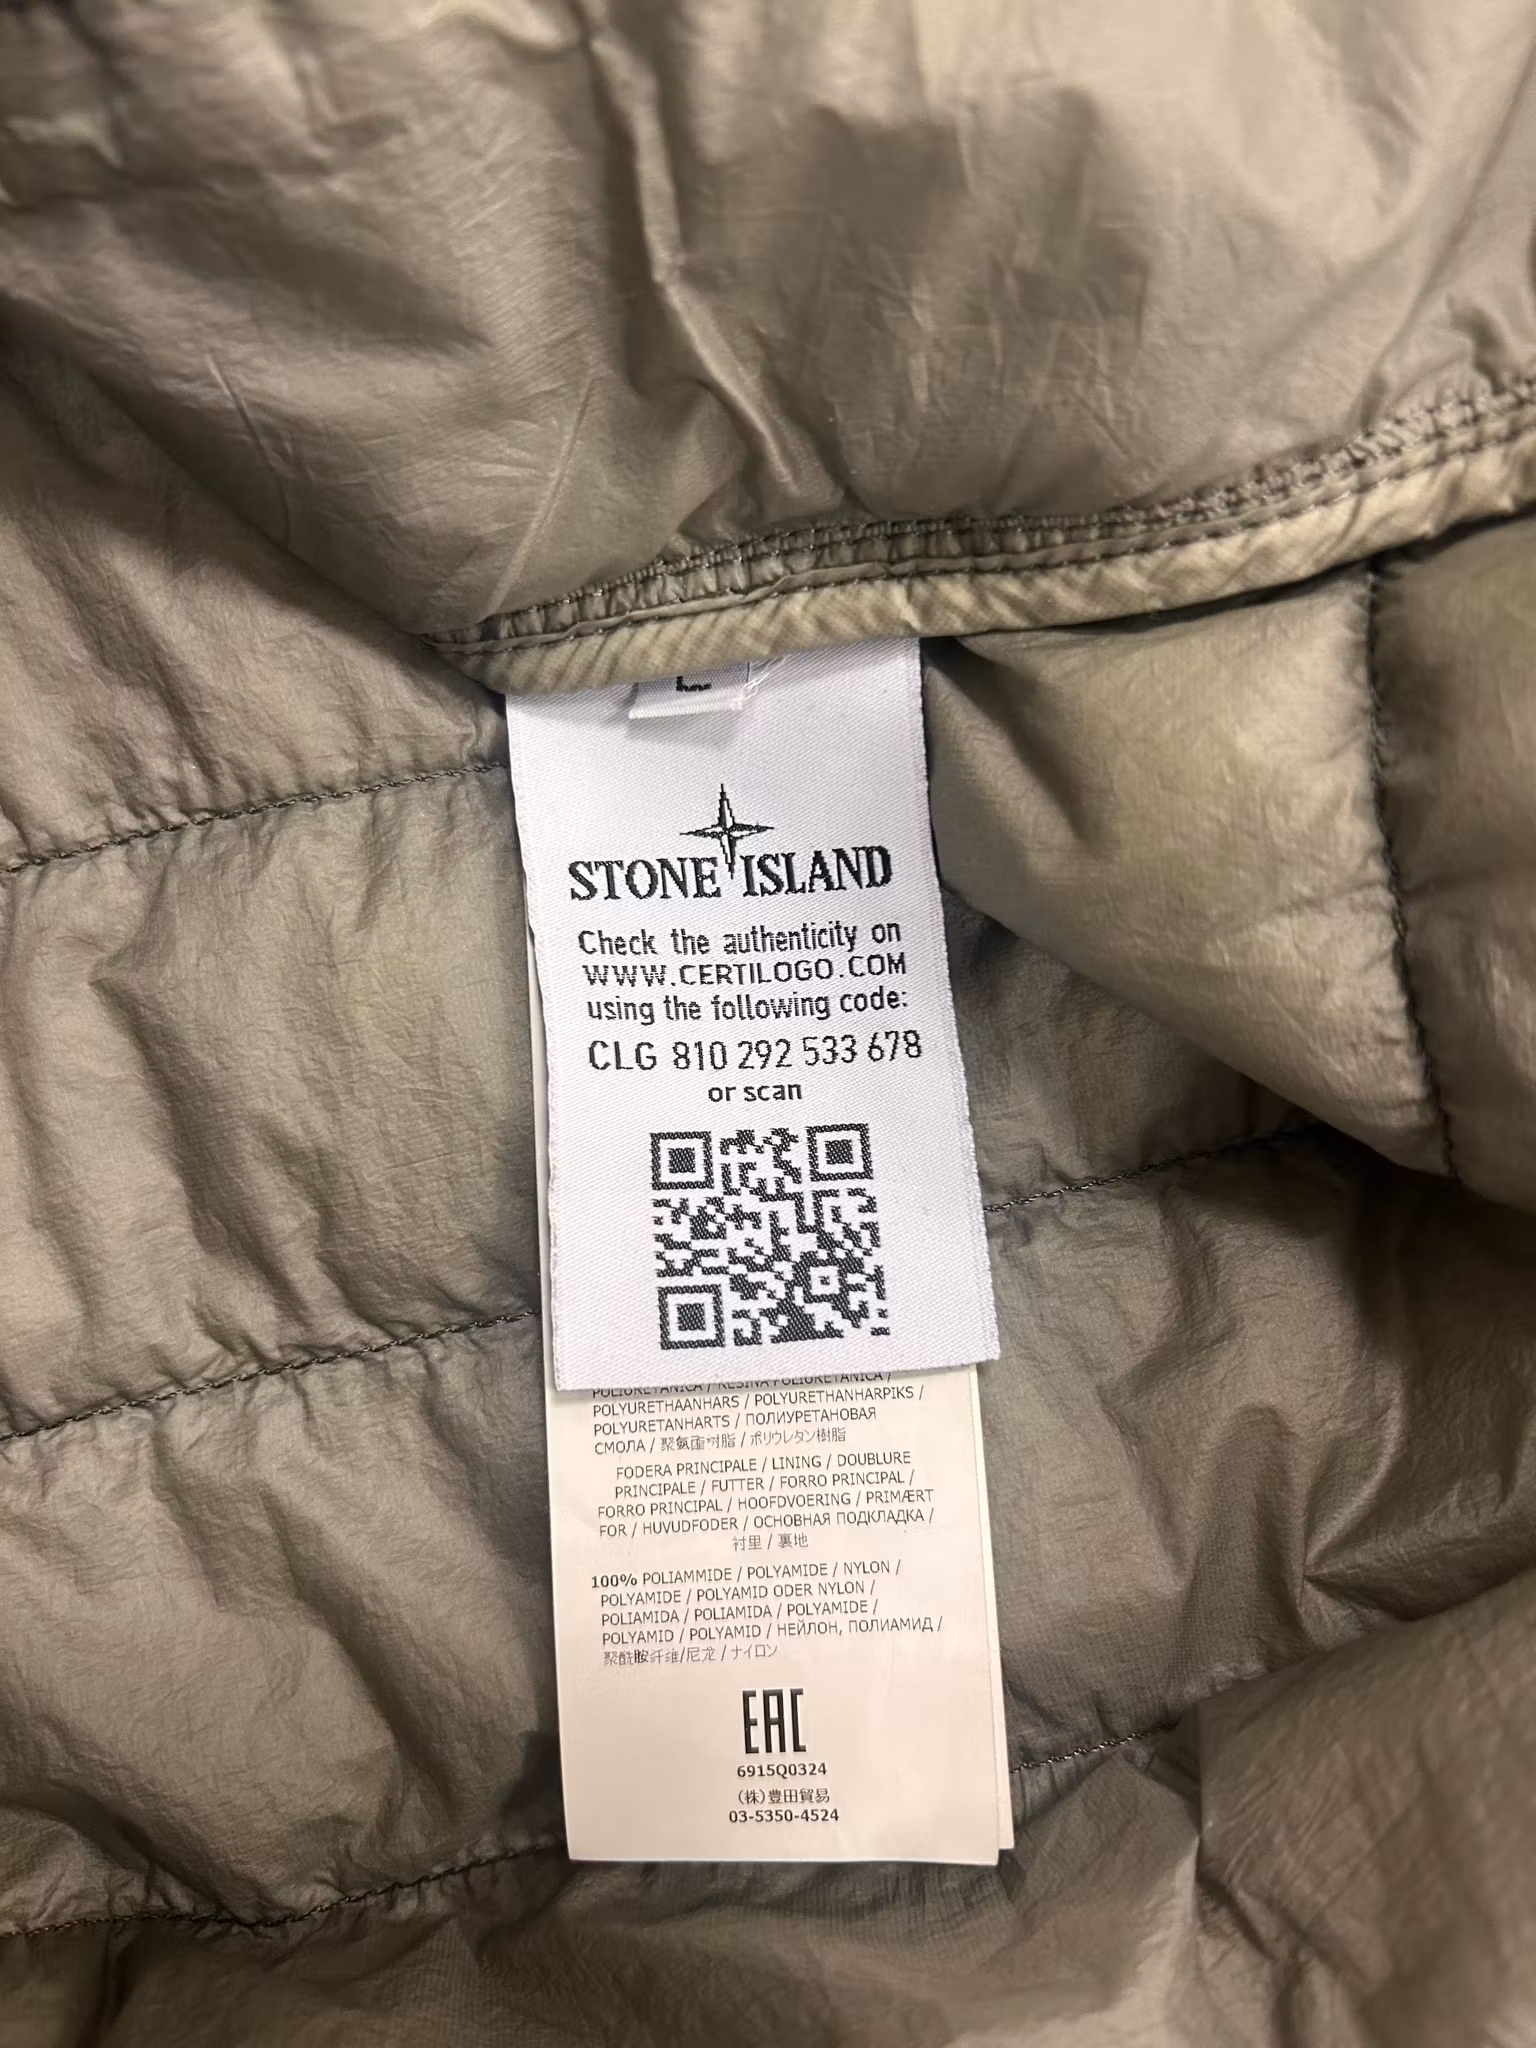 L
STONE ISLAND
Check the authenticity on
WWW.CERTILOGO.COM
using the following code:
CLG 810 292 533 678
or scan
POLIURETANICA / RESINA POLIURETANICA /
POLYURETHAANHARS / POLYURETHANHARPIKS /
POLYURETANHARTS / ПОЛИУРЕТАНОВАЯ
СМОЛА / 聚氨酯树脂 / ポリウレタン樹脂
FODERA PRINCIPALE / LINING / DOUBLURE
PRINCIPALE / FUTTER / FORRO PRINCIPAL /
FORRO PRINCIPAL / HOOFDVOERING / PRIMÆRT
FOR / HUVUDFODER / ОСНОВНАЯ ПОДКЛАДКА /
衬里 / 裏地
100% POLIAMMIDE / POLYAMIDE / NYLON /
POLYAMIDE / POLYAMID ODER NYLON /
POLIAMIDA / POLIAMIDA / POLYAMIDE /
POLYAMID / POLYAMID / НЕЙЛОН, ПОЛИАМИД /
聚酰胺纤维/尼龙 / ナイロン
EAC
6915Q0324
(株)豊田貿易
03-5350-4524